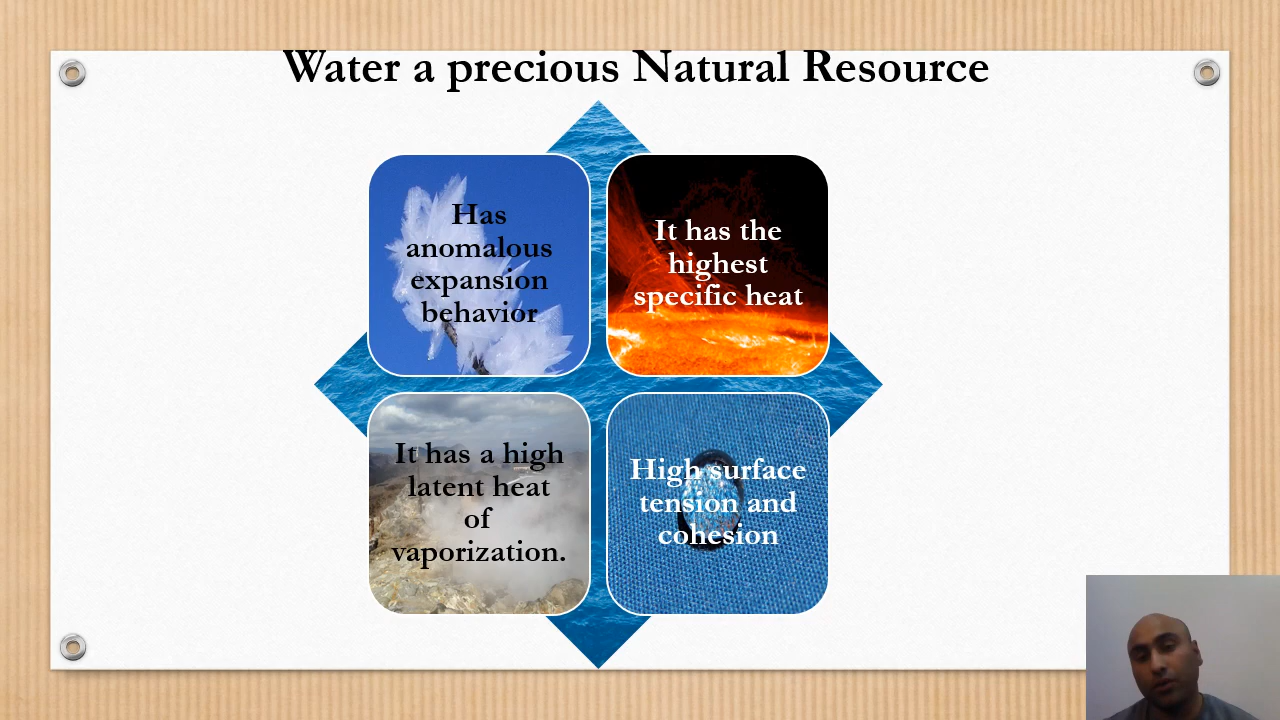 Water a precious Natural Resource
Has
anomalous
expansion
behavior
It has the
highest
specific heat
It has a high
latent heat
of
vaporization.
High surface
tension and
cohesion